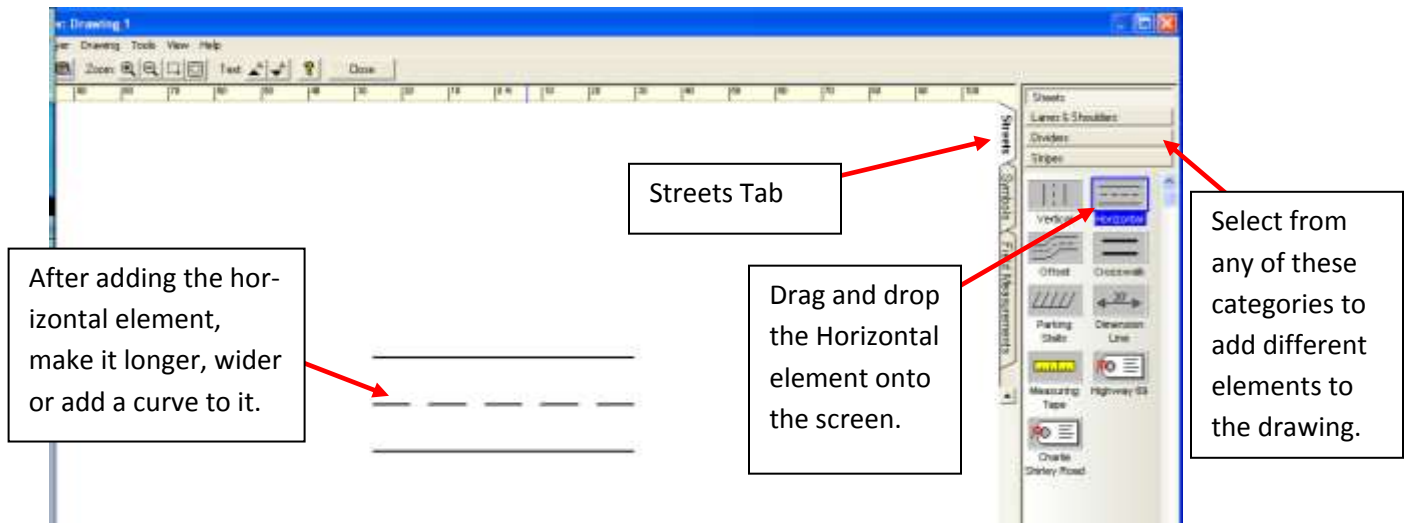 Drawing 1
Drawing Tools View Help
Zoom: Text Close
Streets
Lanes & Shoulders
Dividers
Stripes
Streets
Symbols
Vertical
Horizontal
Offset
Crosswalk
Parking
Stalls
Dimension
Line
Measuring
Tape
Highway 69
Charlie
Shirley Road
Streets Tab
Select from
any of these
categories to
add different
elements to
the drawing.
After adding the hor-
izontal element,
make it longer, wider
or add a curve to it.
Drag and drop
the Horizontal
element onto
the screen.